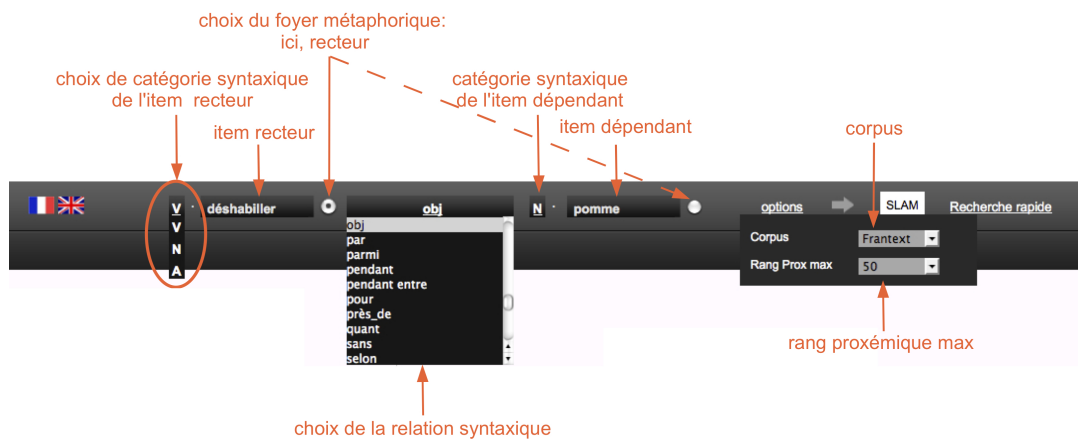 choix du foyer métaphorique:
ici, recteur
choix de catégorie syntaxique
de l'item recteur
catégorie syntaxique
de l'item dépendant
item recteur
item dépendant
corpus
V · déshabiller obj N · pomme options SLAM Recherche rapide
V
N
A
obj
par
parmi
pendant
pendant entre
pour
près_de
quant
sans
selon
Corpus Frantext
Rang Prox max 50
rang proxémique max
choix de la relation syntaxique